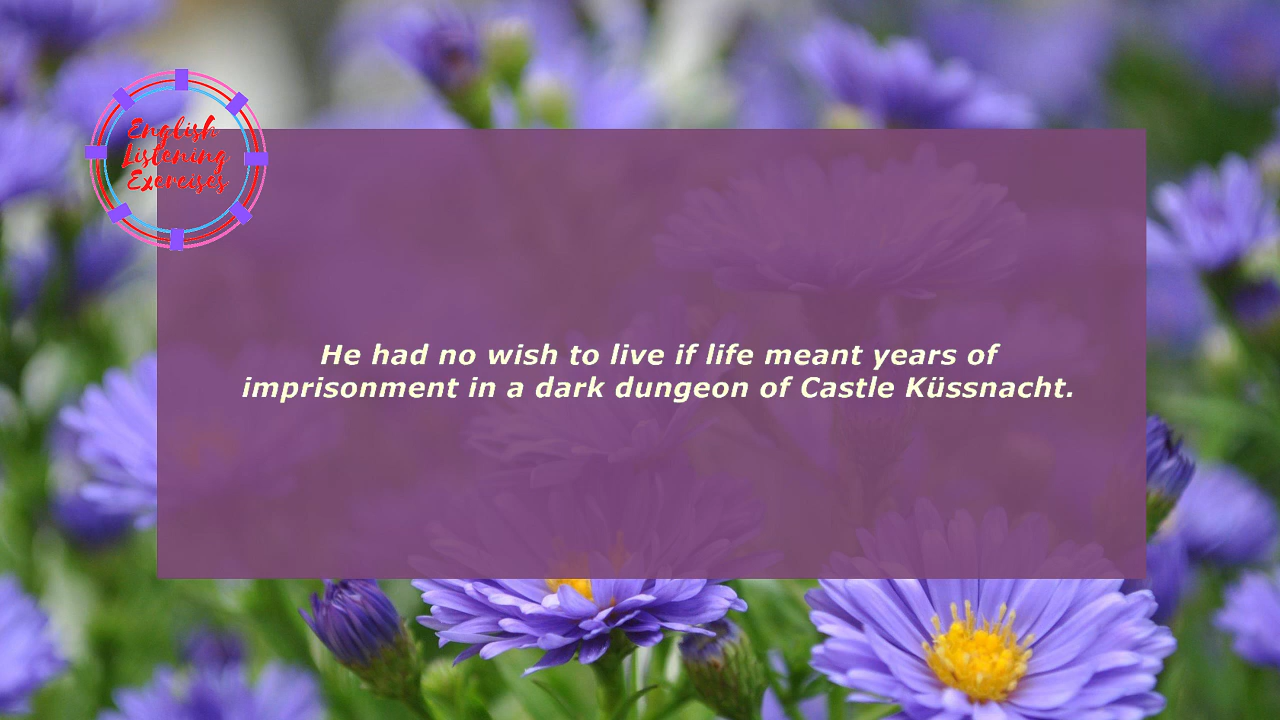 English
Listening
Exercises
He had no wish to live if life meant years of
imprisonment in a dark dungeon of Castle Küssnacht.